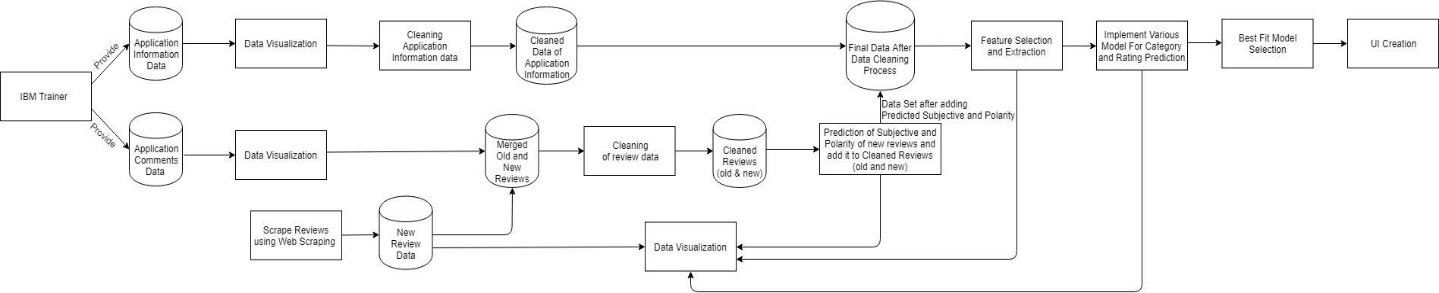 IBM Trainer
Provide
Provide
Application
Information
Data
Data Visualization
Cleaning
Application
Information data
Cleaned
Data of
Application
Information
Final Data After
Data Cleaning
Process
Feature Selection
and Extraction
Implement Various
Model For Category
and Rating Prediction
Best Fit Model
Selection
UI Creation
Application
Comments
Data
Data Visualization
Merged
Old and
New
Reviews
Cleaning
of review data
Cleaned
Reviews
(old & new)
Data Set after adding
Predicted Subjective and Polarity
Prediction of Subjective and
Polarity of new reviews and
add it to Cleaned Reviews
(old and new)
Scrape Reviews
using Web Scraping
New
Review
Data
Data Visualization